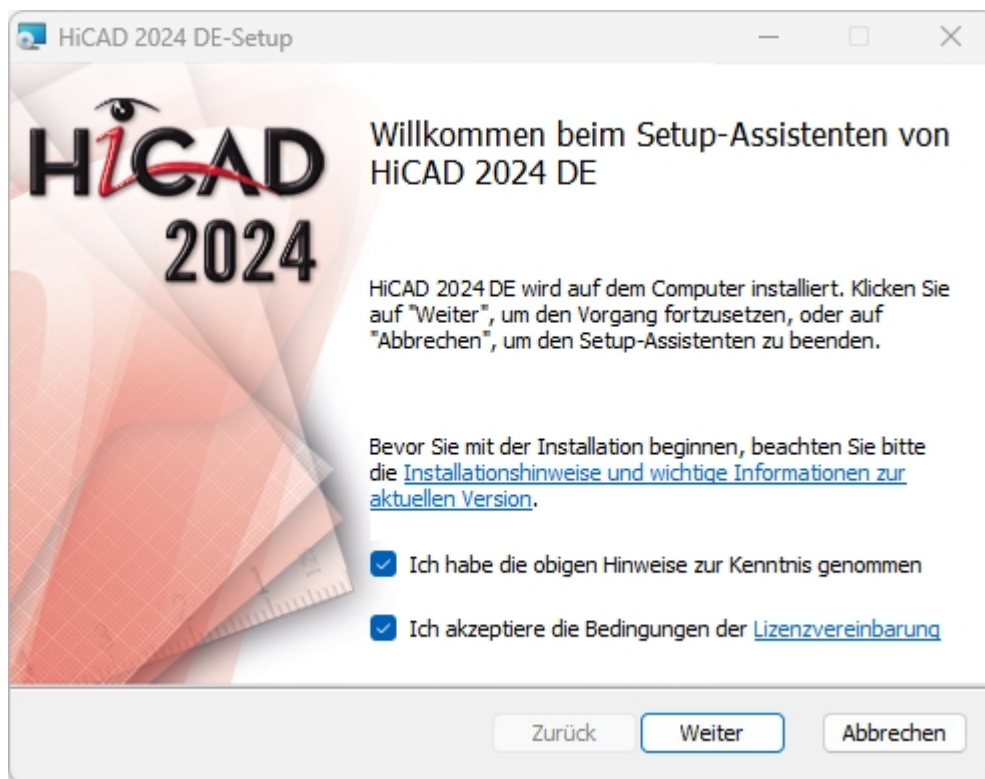 HiCAD 2024 DE-Setup
HiCAD
2024
Willkommen beim Setup-Assistenten von
HiCAD 2024 DE
HiCAD 2024 DE wird auf dem Computer installiert. Klicken Sie
auf "Weiter", um den Vorgang fortzusetzen, oder auf
"Abbrechen", um den Setup-Assistenten zu beenden.
Bevor Sie mit der Installation beginnen, beachten Sie bitte
die Installationshinweise und wichtige Informationen zur
aktuellen Version.
Ich habe die obigen Hinweise zur Kenntnis genommen
Ich akzeptiere die Bedingungen der Lizenzvereinbarung
Zurück Weiter Abbrechen